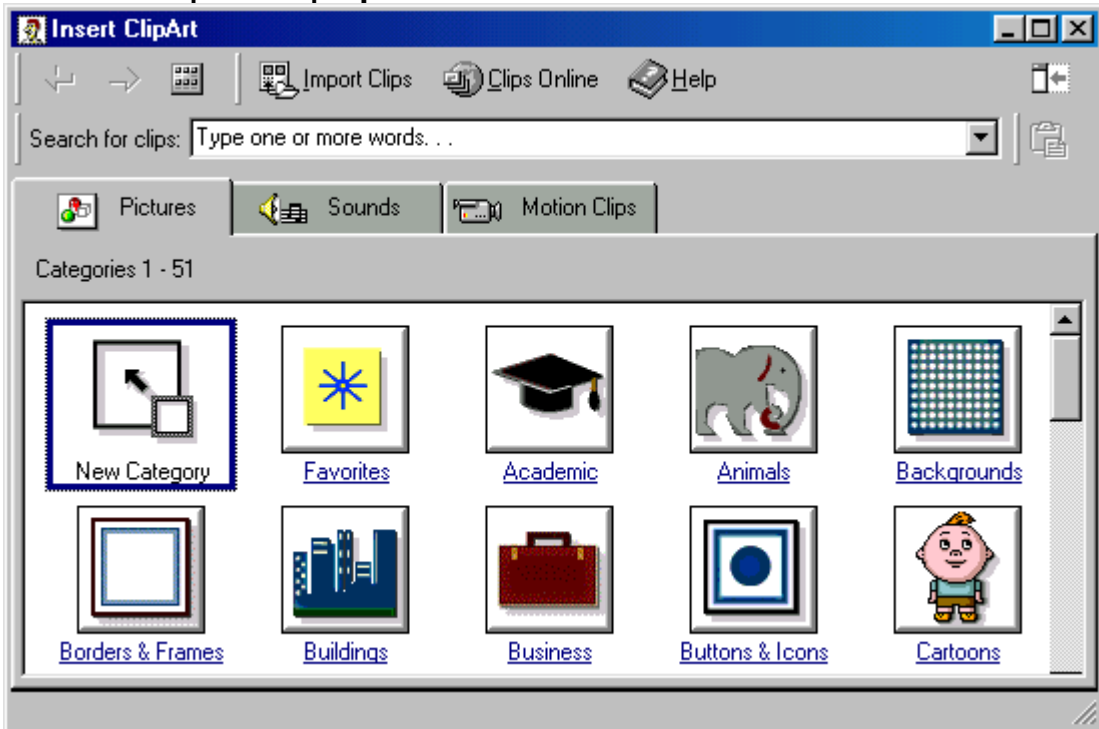 Insert ClipArt
Import Clips Clips Online Help
Search for clips: Type one or more words. . .
Pictures Sounds Motion Clips
Categories 1 - 51
New Category Favorites Academic Animals Backgrounds
Borders & Frames Buildings Business Buttons & Icons Cartoons